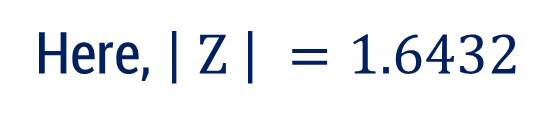 Here, | Z | = 1.6432